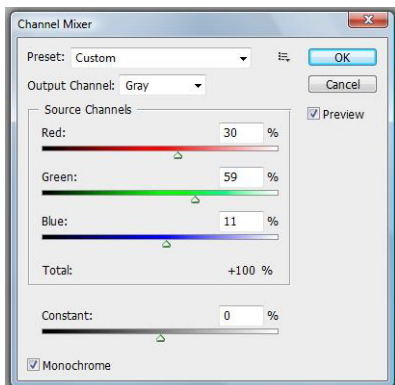 Channel Mixer
Preset: Custom
OK
Output Channel: Gray
Cancel
Source Channels
Preview
Red: 30 %
Green: 59 %
Blue: 11 %
Total: +100 %
Constant: 0 %
Monochrome